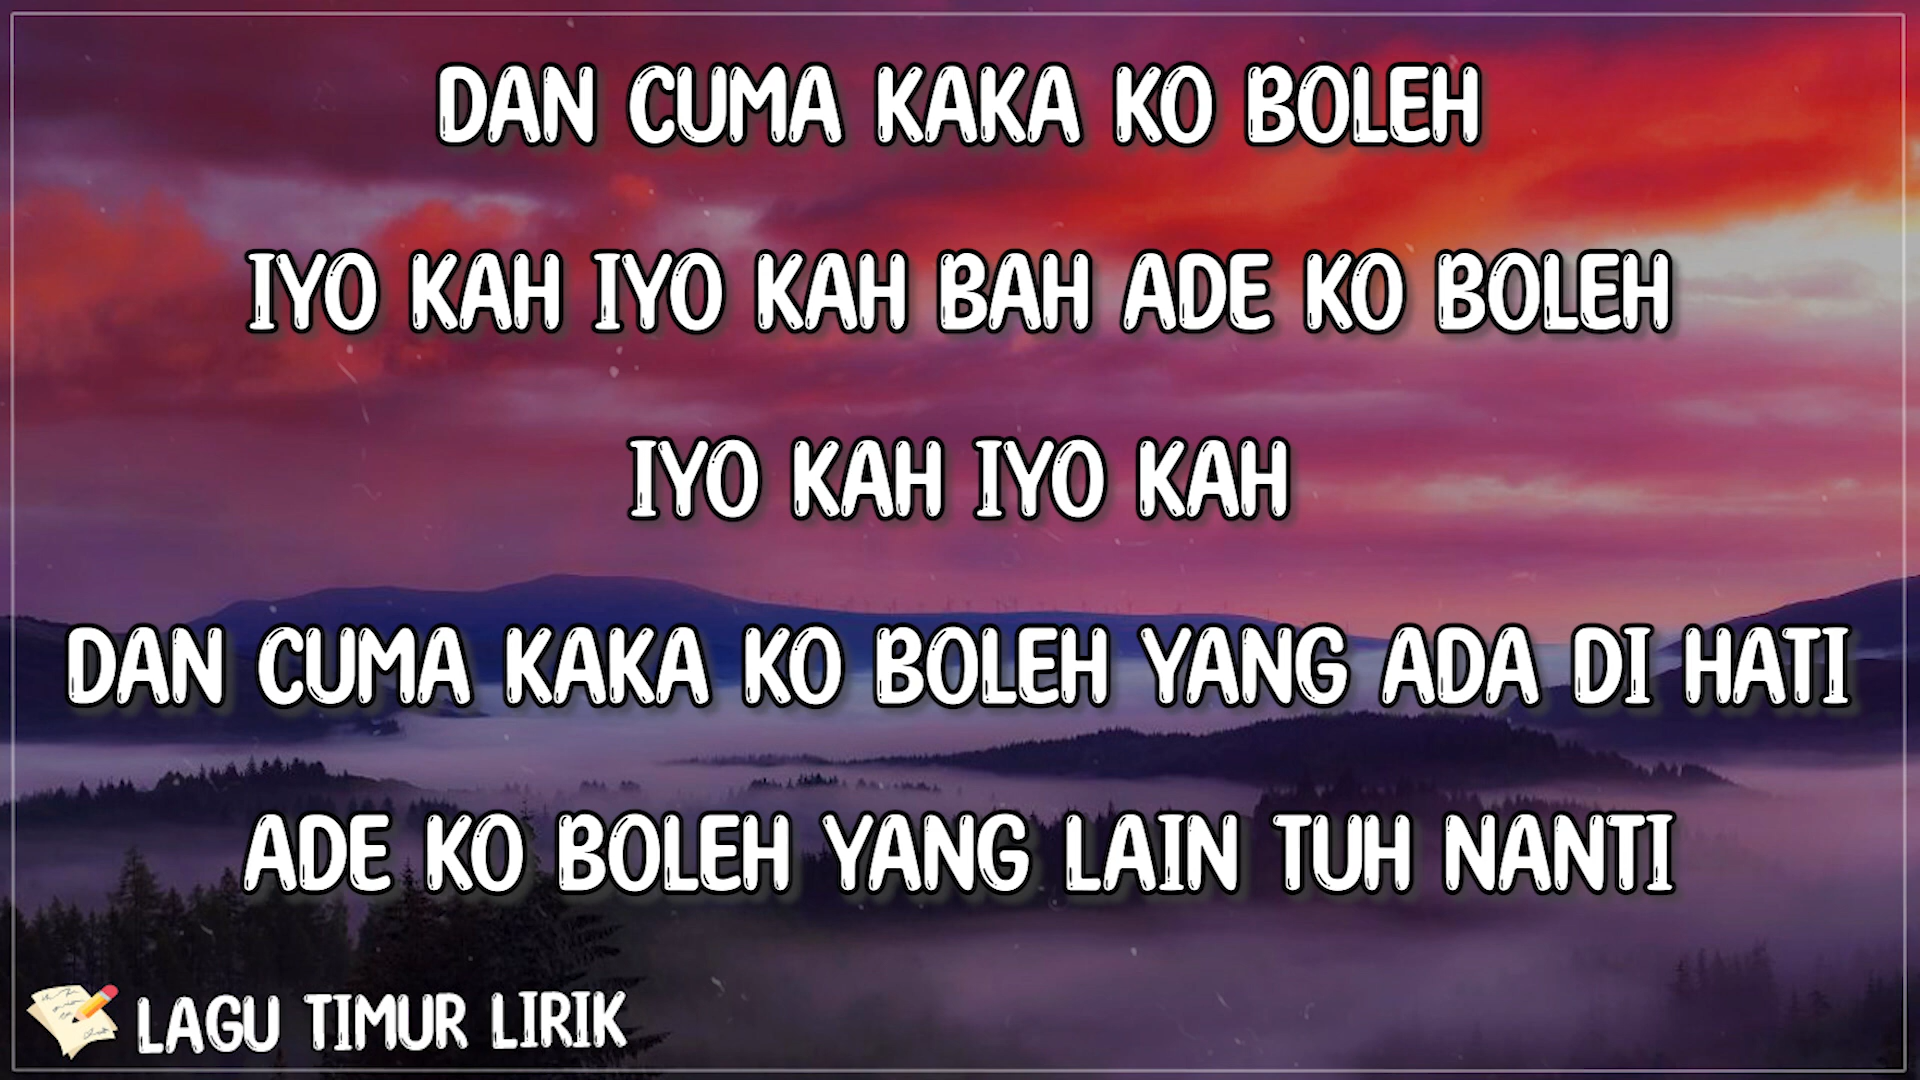 DAN CUMA KAKA KO BOLEH
IYO KAH IYO KAH BAH ADE KO BOLEH
IYO KAH IYO KAH
DAN CUMA KAKA KO BOLEH YANG ADA DI HATI
ADE KO BOLEH YANG LAIN TUH NANTI
LAGU TIMUR LIRIK